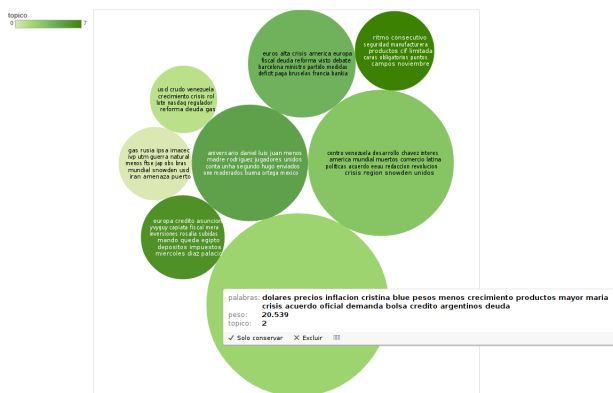 topico
0
7
ritmo consecutivo
seguridad manufacturera
productos cif limitada
caras obligatorios puntos
campos noviembre
euros alta crisis america europa
fiscal deuda reforma visto debate
barcelona ministro partido medidas
deficit paga bruselas francia bankia
usd crudo venezuela
crecimiento crisis rol
lote nasdaq regulador
reforma deuda gas
gas rusia ipsa imacec
ivp utm guerra natural
menos ftse jap sbs bras
mundial snowden usd
iran amenaza puerto
aniversario daniel luis juan menos
madre rodriguez jugadores unidos
conta unha segundo hugo enviados
readerados buena ortega mexico
centro venezuela desarrollo chavez interes
america mundial muertos comercio latina
politicas acuerdo eeuu redaccion revolucion
crisis region snowden unidos
europa credito asuncion
yyyguy capiata fiscal mera
inversiones rosalia subidas
mando queda egipto
depositos impuestos
miercoles diaz palacio
palabras: dolares precios inflacion cristina blue pesos menos crecimiento productos mayor maria
crisis acuerdo oficial demanda bolsa credito argentinos deuda
peso: 20.539
topico: 2
Solo conservar Excluir